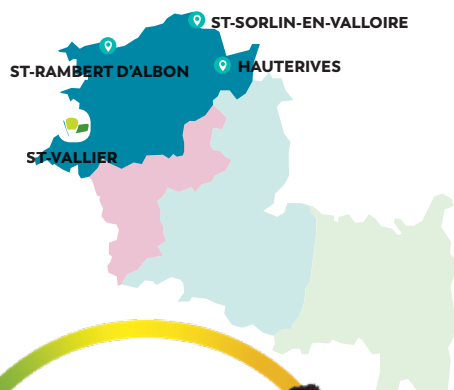 ST-SORLIN-EN-VALLOIRE
ST-RAMBERT D'ALBON
HAUTERIVES
ST-VALLIER